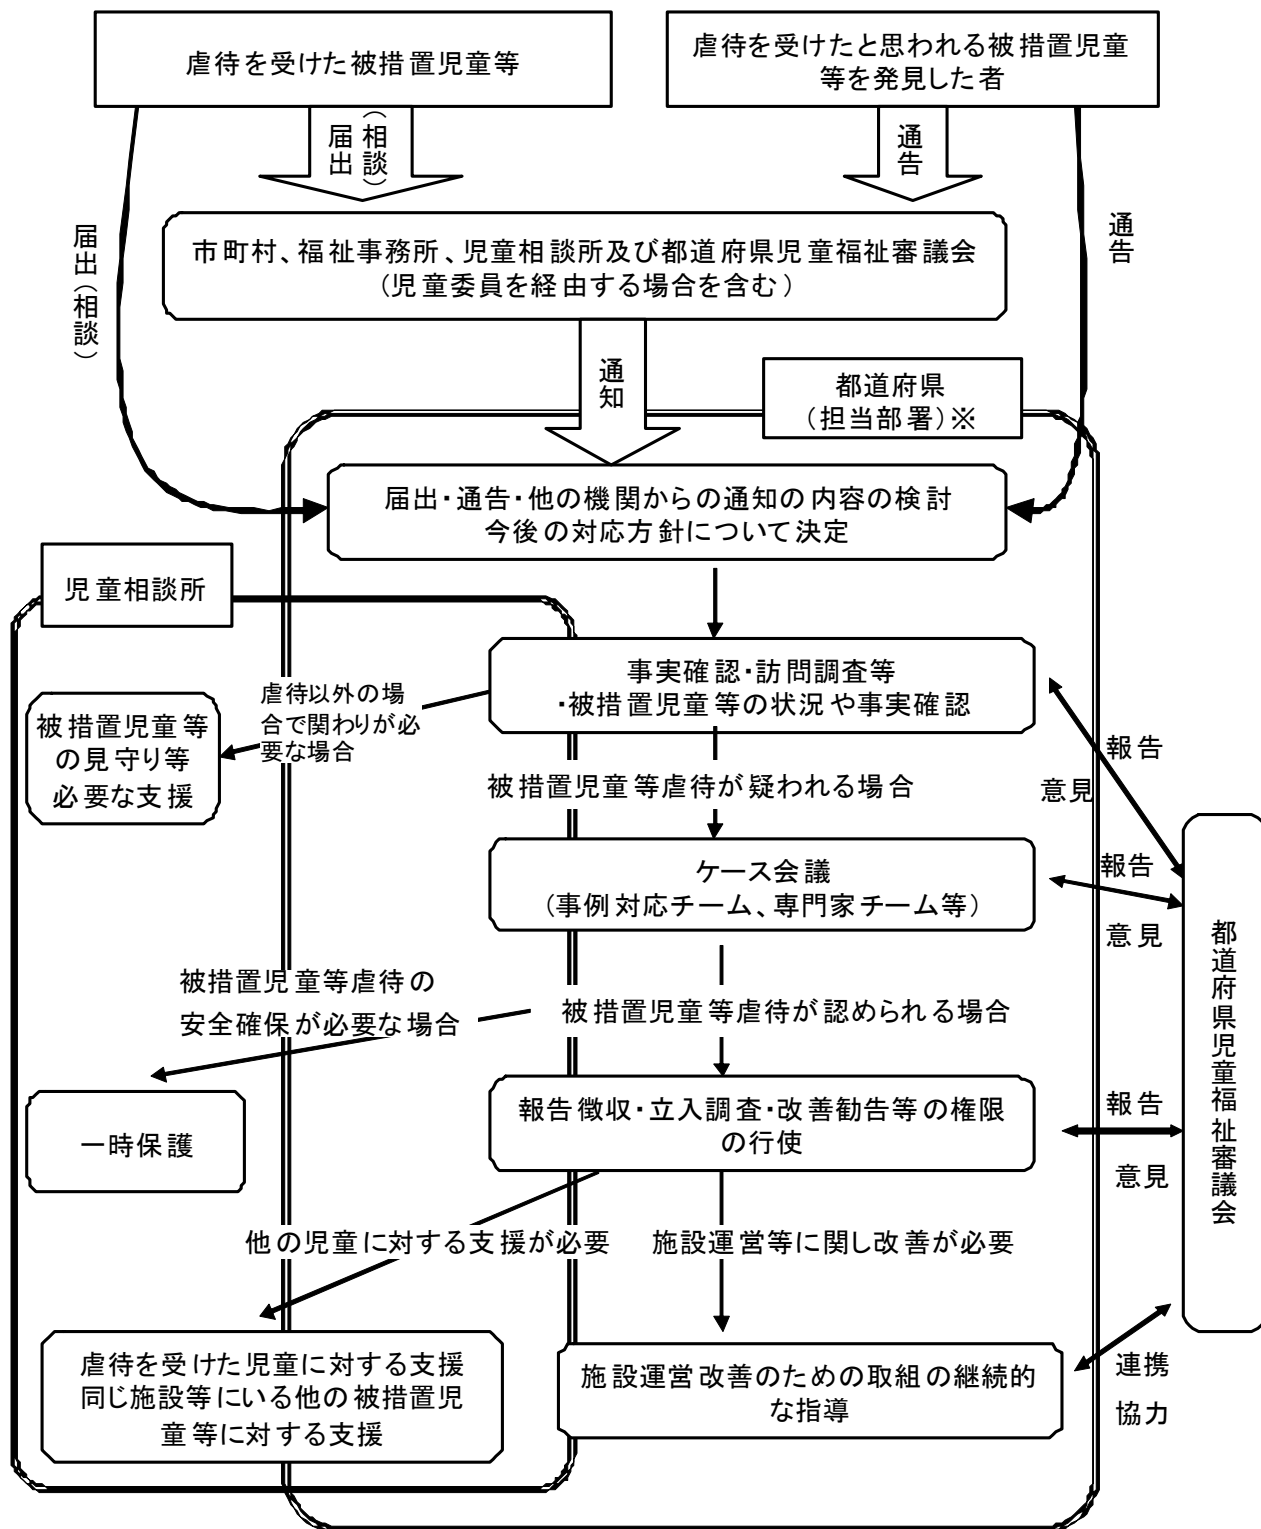 虐待を受けた被措置児童等
虐待を受けたと思われる被措置児童
等を発見した者
届出
(相談)
通告
届出(相談)
通告
市町村、福祉事務所、児童相談所及び都道府県児童福祉審議会
(児童委員を経由する場合を含む)
通知
都道府県
(担当部署)※
届出・通告・他の機関からの通知の内容の検討
今後の対応方針について決定
児童相談所
事実確認・訪問調査等
・被措置児童等の状況や事実確認
虐待以外の場
合で関わりが必
要な場合
被措置児童等
の見守り等
必要な支援
報告
意見
被措置児童等虐待が疑われる場合
ケース会議
(事例対応チーム、専門家チーム等)
報告
意見
都道府県児童福祉審議会
被措置児童等虐待の
安全確保が必要な場合
被措置児童等虐待が認められる場合
一時保護
報告徴収・立入調査・改善勧告等の権限
の行使
報告
意見
他の児童に対する支援が必要
施設運営等に関し改善が必要
虐待を受けた児童に対する支援
同じ施設等にいる他の被措置児
童等に対する支援
施設運営改善のための取組の継続的
な指導
連携
協力